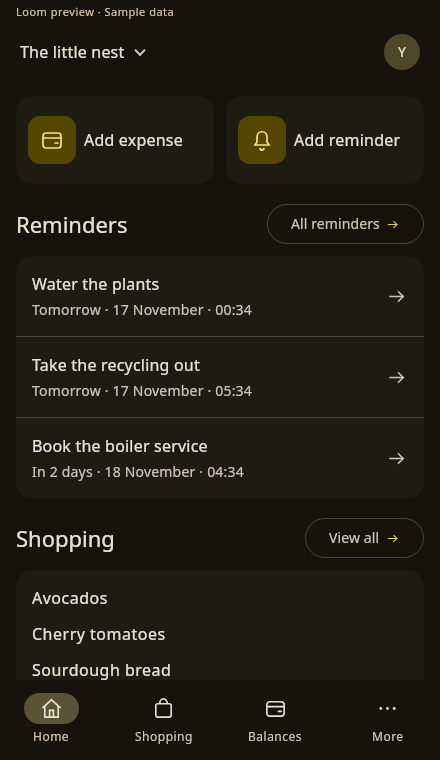 Loom preview · Sample data
The little nest
Y
Add expense
Add reminder
Reminders
All reminders →
Water the plants
Tomorrow · 17 November · 00:34
Take the recycling out
Tomorrow · 17 November · 05:34
Book the boiler service
In 2 days · 18 November · 04:34
Shopping
View all →
Avocados
Cherry tomatoes
Sourdough bread
Home
Shopping
Balances
More